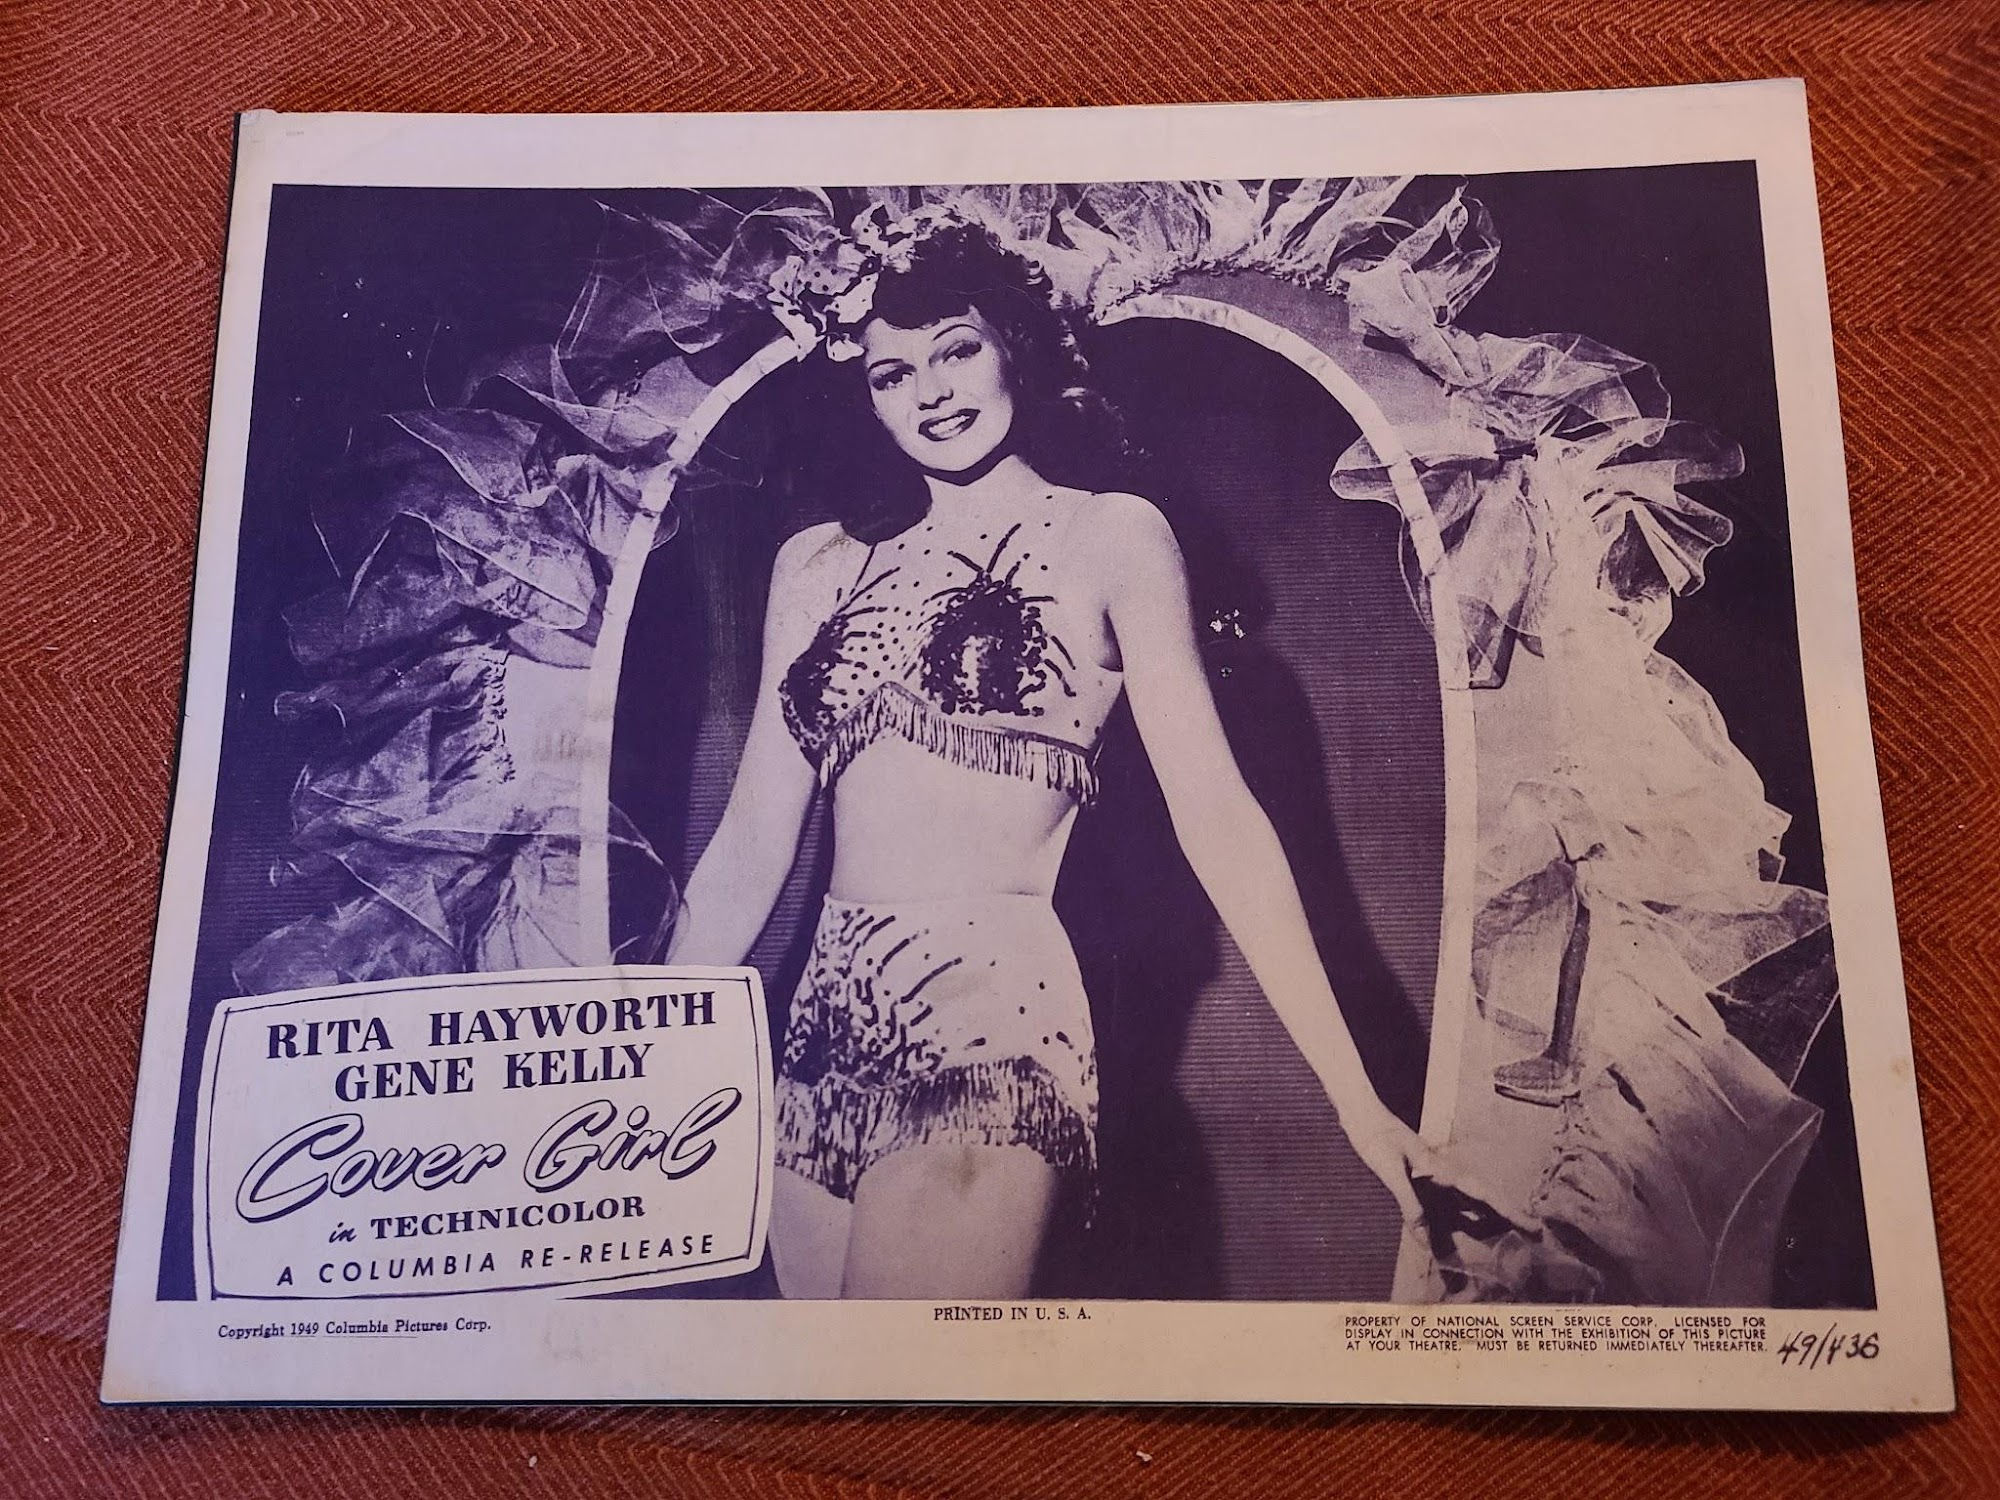 RITA HAYWORTH
GENE KELLY
Cover Girl
in TECHNICOLOR
A COLUMBIA RE-RELEASE
Copyright 1949 Columbia Pictures Corp.
PRINTED IN U. S. A.
PROPERTY OF NATIONAL SCREEN SERVICE CORP. LICENSED FOR
DISPLAY IN CONNECTION WITH THE EXHIBITION OF THIS PICTURE
AT YOUR THEATRE. MUST BE RETURNED IMMEDIATELY THEREAFTER.
49/436